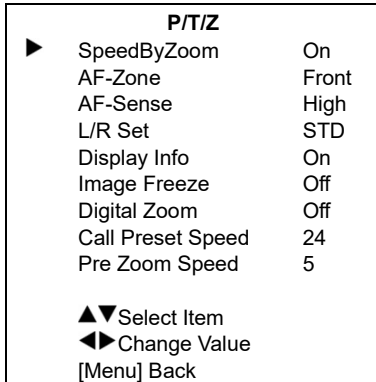 P/T/Z
▶ SpeedByZoom On
AF-Zone Front
AF-Sense High
L/R Set STD
Display Info On
Image Freeze Off
Digital Zoom Off
Call Preset Speed 24
Pre Zoom Speed 5
▲▼Select Item
◀▶Change Value
[Menu] Back